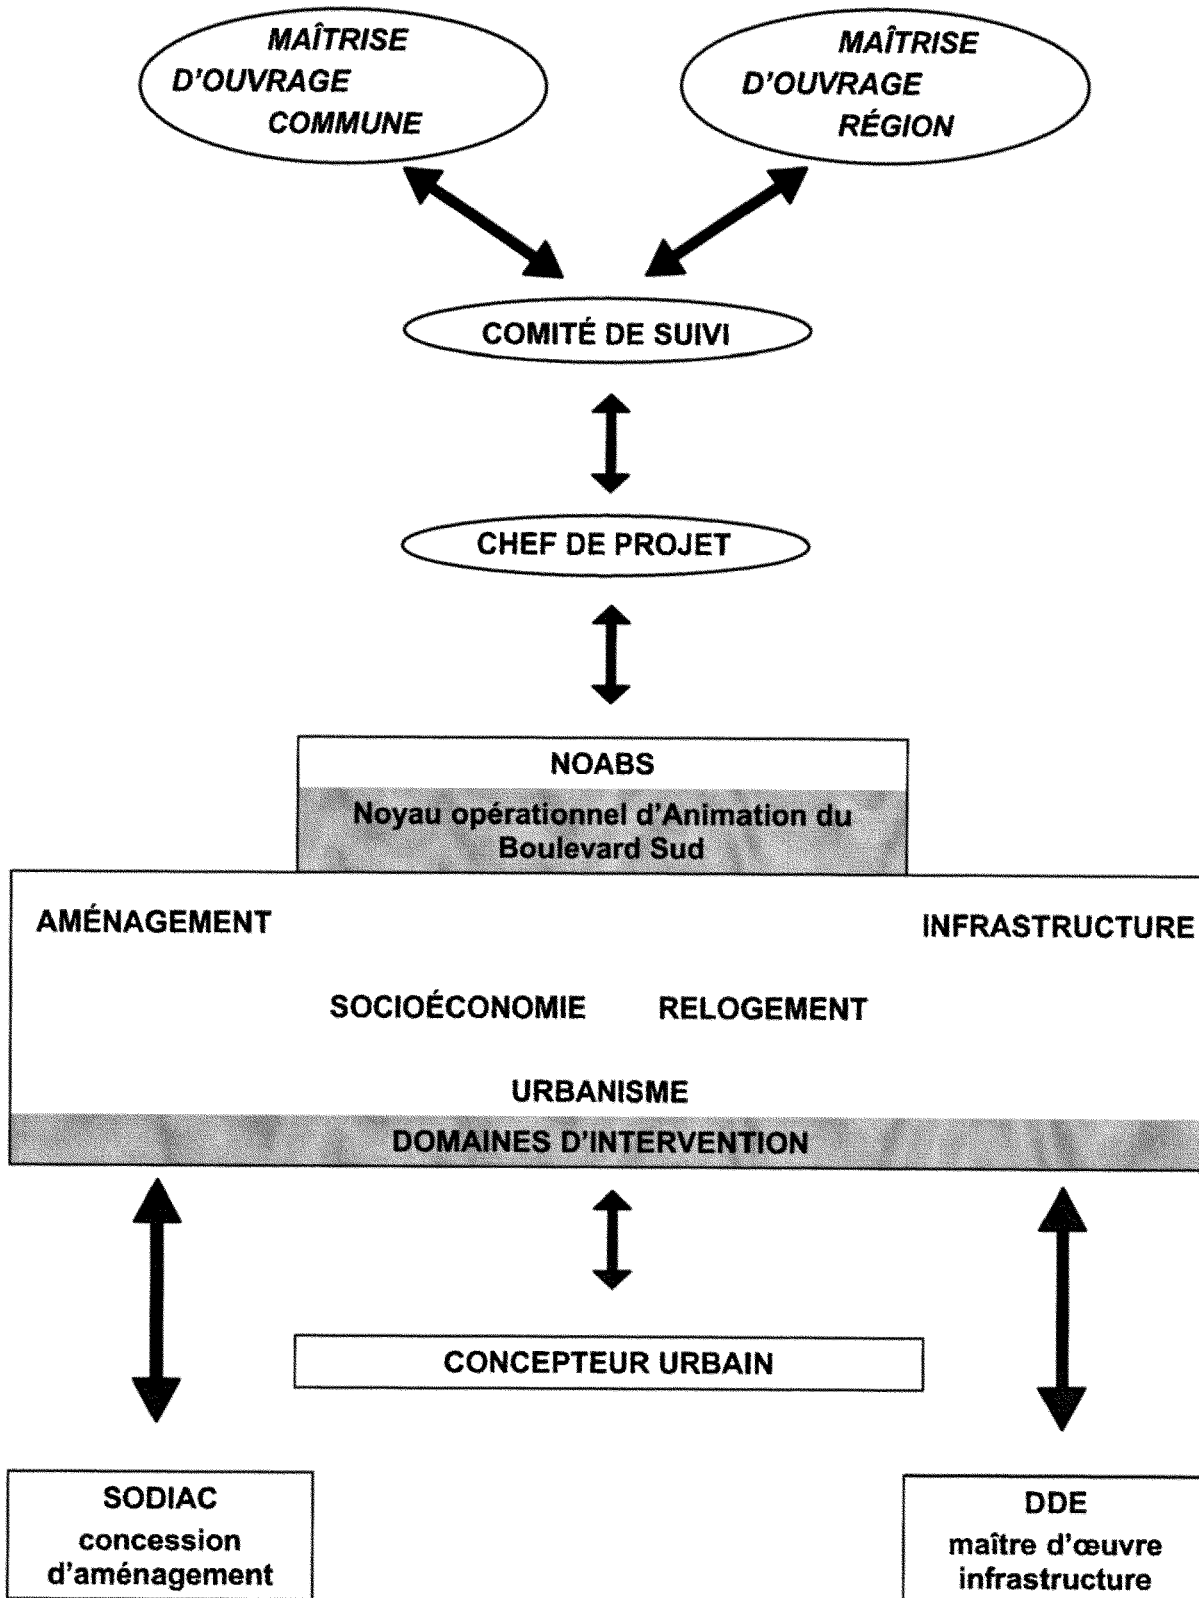 MAÎTRISE
D'OUVRAGE
COMMUNE
MAÎTRISE
D'OUVRAGE
RÉGION
COMITÉ DE SUIVI
CHEF DE PROJET
NOABS
Noyau opérationnel d'Animation du
Boulevard Sud
AMÉNAGEMENT
INFRASTRUCTURE
SOCIOÉCONOMIE RELOGEMENT
URBANISME
DOMAINES D'INTERVENTION
CONCEPTEUR URBAIN
SODIAC
concession
d'aménagement
DDE
maître d'œuvre
infrastructure